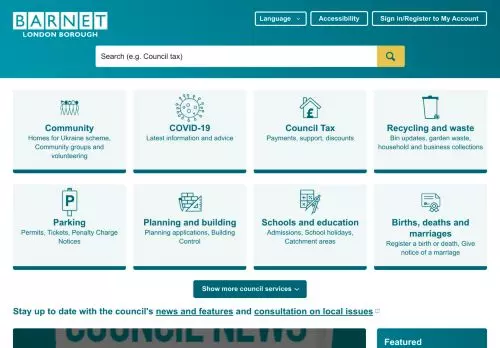 BARNET
LONDON BOROUGH
Language
Accessibility
Sign in/Register to My Account
Search (e.g. Council tax)
Community
Homes for Ukraine scheme,
Community groups and
volunteering
COVID-19
Latest information and advice
Council Tax
Payments, support, discounts
Recycling and waste
Bin updates, garden waste,
household and business collections
Parking
Permits, Tickets, Penalty Charge
Notices
Planning and building
Planning applications, Building
Control
Schools and education
Admissions, School holidays,
Catchment areas
Births, deaths and
marriages
Register a birth or death, Give
notice of a marriage
Show more council services
Stay up to date with the council's news and features and consultation on local issues
COUNCIL NEWS
Featured